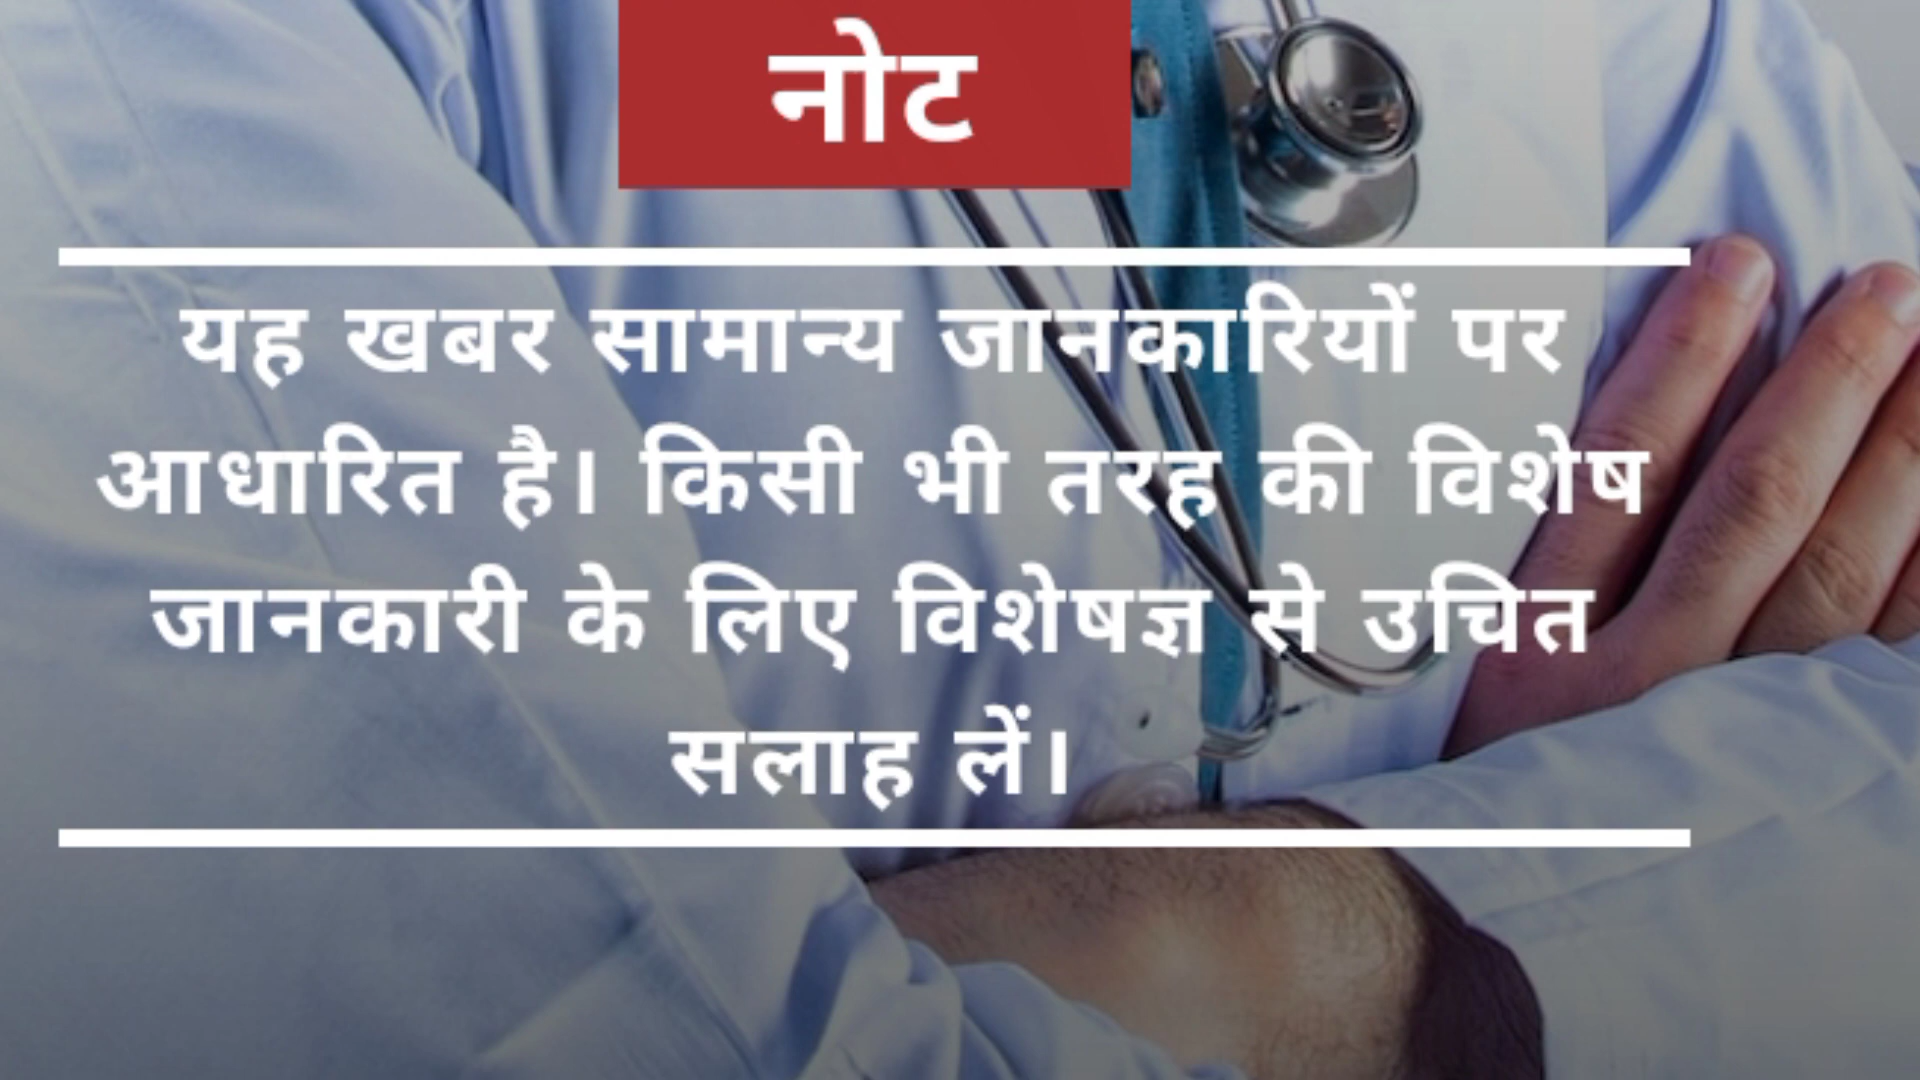 नोट
यह खबर सामान्य जानकारियों पर
आधारित है। किसी भी तरह की विशेष
जानकारी के लिए विशेषज्ञ से उचित
सलाह लें।